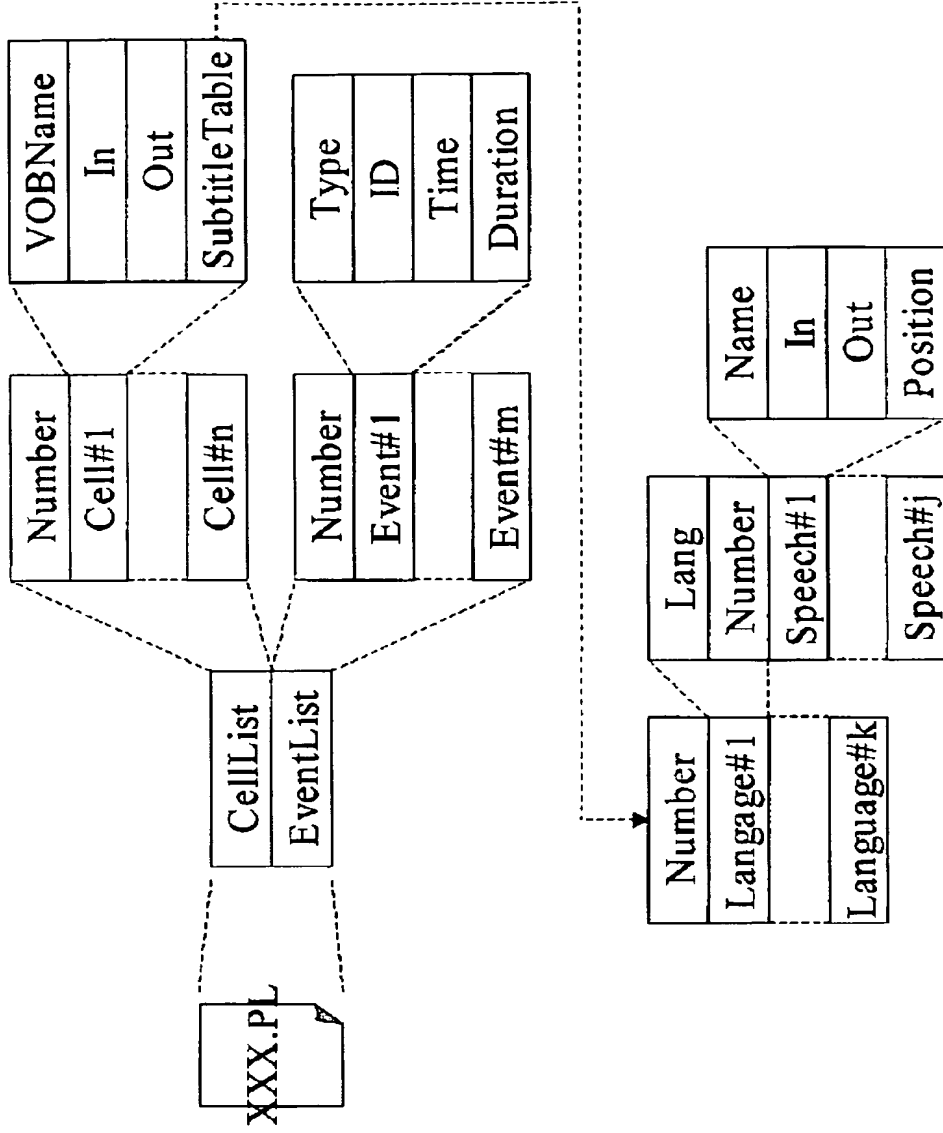 XXX.PL
CellList
EventList
Number
Cell#1
Cell#n
VOBName
In
Out
SubtitleTable
Number
Event#1
Event#m
Type
ID
Time
Duration
Number
Langage#1
Language#k
Lang
Number
Speech#1
Speech#j
Name
In
Out
Position